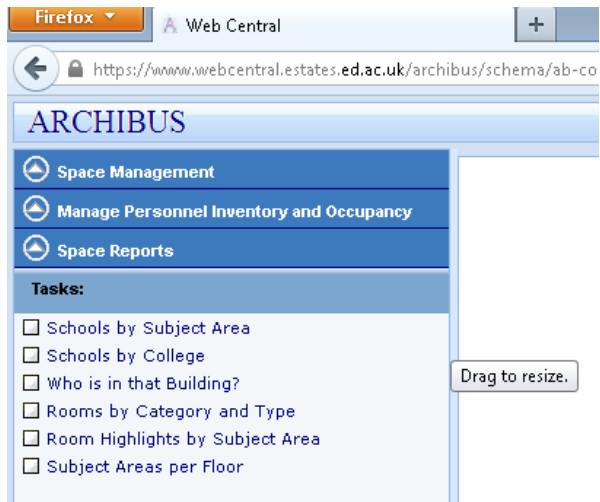 Firefox
Web Central
+
https://www.webcentral.estates.ed.ac.uk/archibus/schema/ab-co
ARCHIBUS
Space Management
Manage Personnel Inventory and Occupancy
Space Reports
Tasks:
Schools by Subject Area
Schools by College
Who is in that Building?
Drag to resize.
Rooms by Category and Type
Room Highlights by Subject Area
Subject Areas per Floor